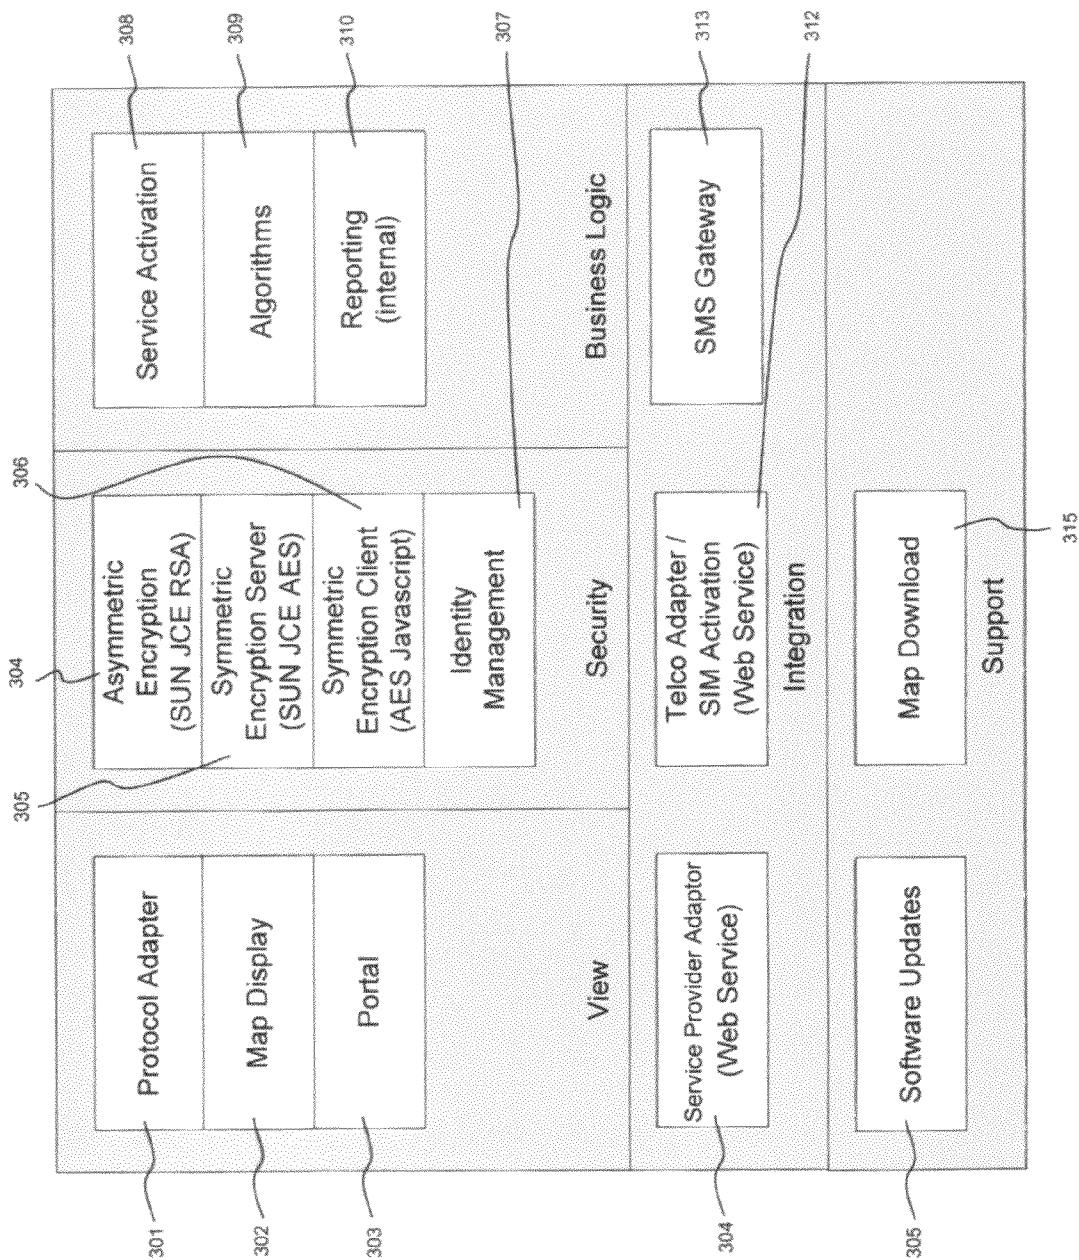 301
Protocol Adapter
302
Map Display
303
Portal
View
304
Asymmetric
Encryption
(SUN JCE RSA)
305
Symmetric
Encryption Server
(SUN JCE AES)
306
Symmetric
Encryption Client
(AES Javascript)
Identity
Management
307
Security
Service Activation
308
Algorithms
309
Reporting
(internal)
310
Business Logic
304
Service Provider Adaptor
(Web Service)
Telco Adapter /
SIM Activation
(Web Service)
312
SMS Gateway
313
Integration
305
Software Updates
Map Download
315
Support